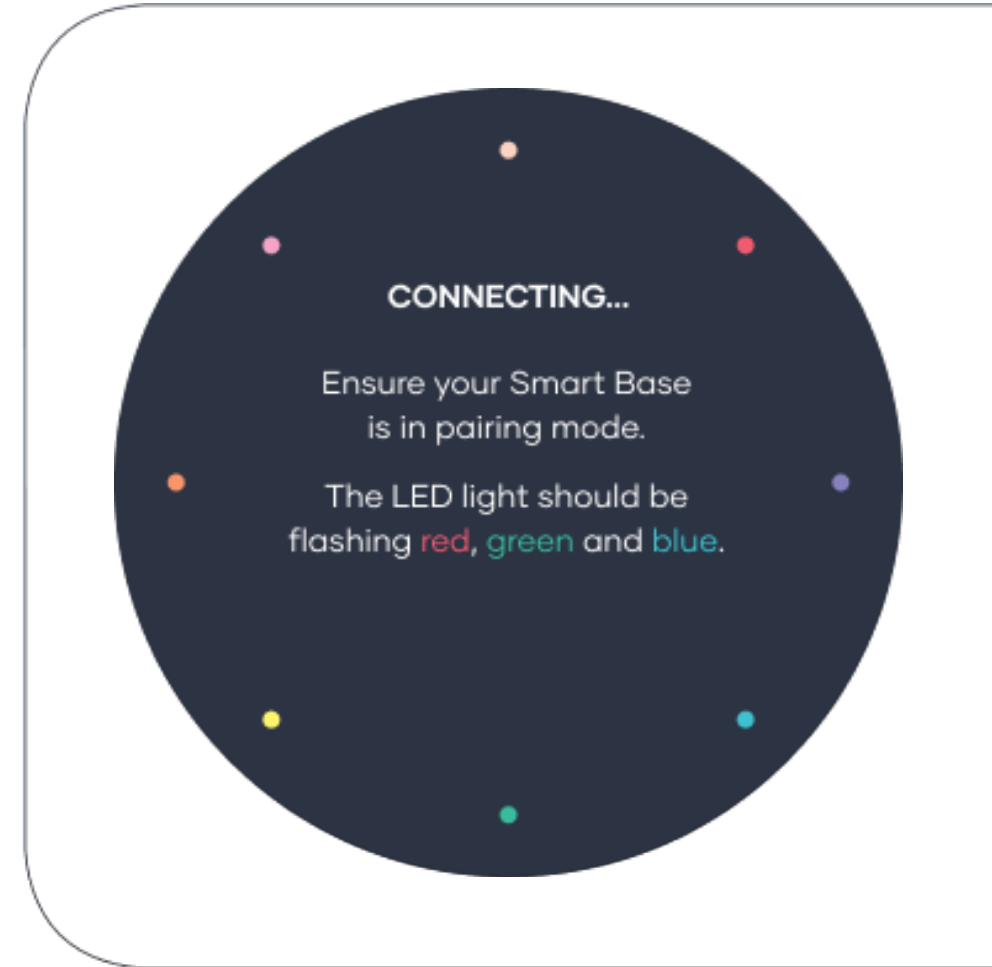 CONNECTING...
Ensure your Smart Base
is in pairing mode.
The LED light should be
flashing red, green and blue.